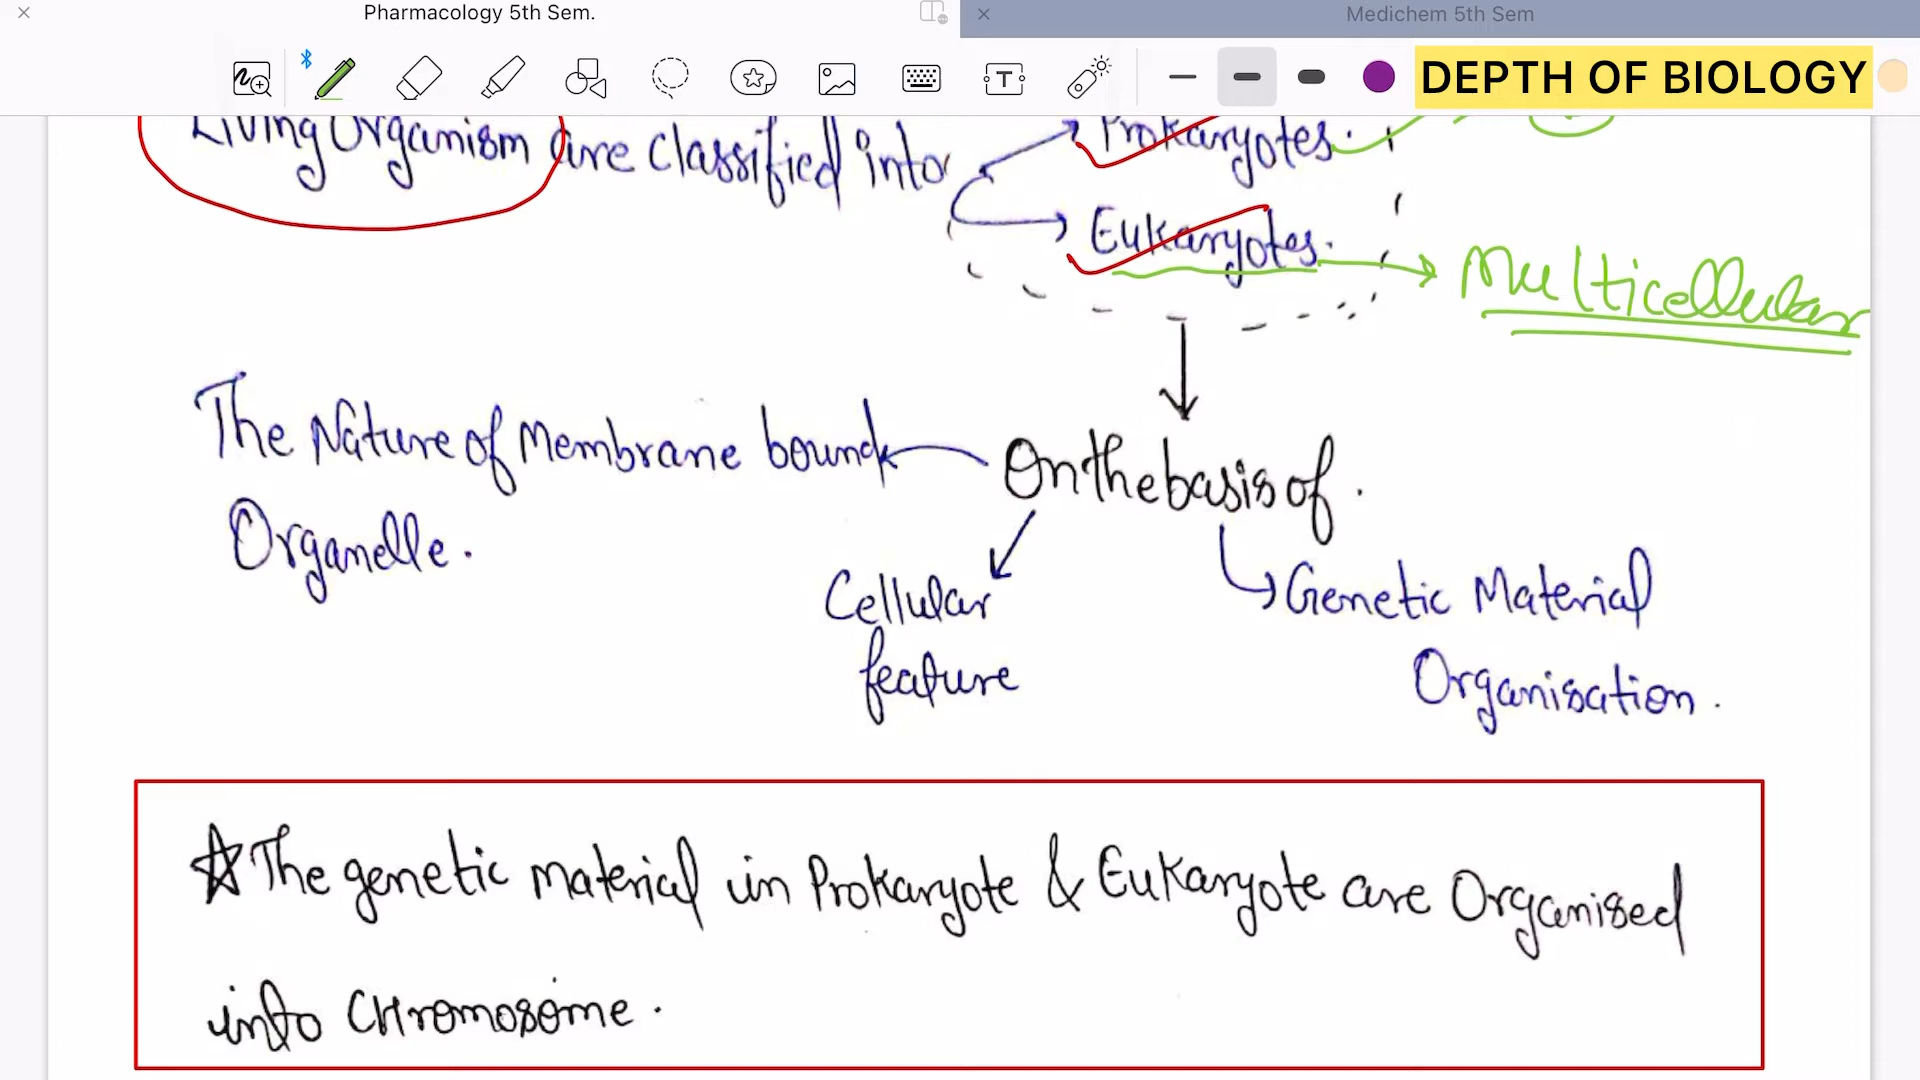 Pharmacology 5th Sem.
Medichem 5th Sem
DEPTH OF BIOLOGY
Living Organism are classified into
Prokaryotes.
Eukaryotes.
Multicellular
The Nature of Membrane bound
Organelle.
On the basis of.
Cellular
feature
Genetic Material
Organisation.
The genetic material in Prokaryote & Eukaryote are Organised
into Chromosome.